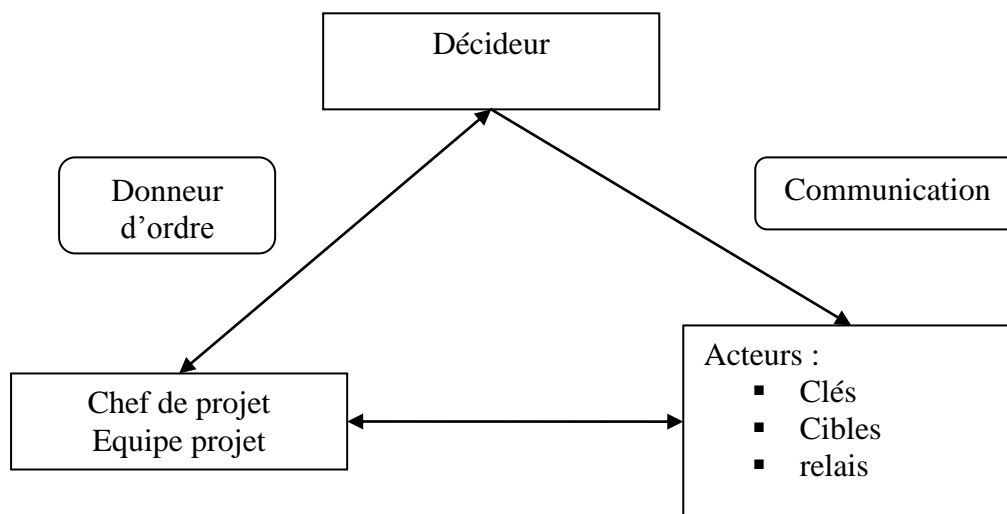 Décideur
Donneur
d’ordre
Communication
Chef de projet
Equipe projet
Acteurs :
▪ Clés
▪ Cibles
▪ relais